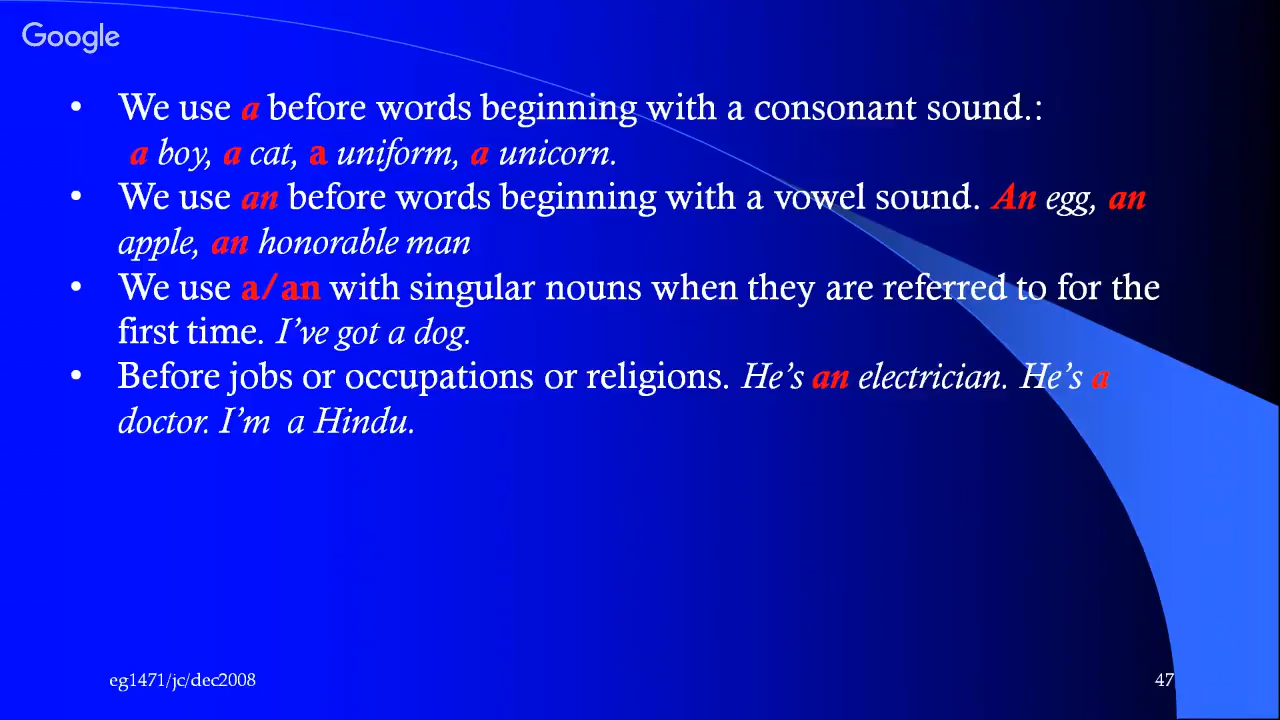 Google
• We use a before words beginning with a consonant sound.:
a boy, a cat, a uniform, a unicorn.
• We use an before words beginning with a vowel sound. An egg, an
apple, an honorable man
• We use a/an with singular nouns when they are referred to for the
first time. I’ve got a dog.
• Before jobs or occupations or religions. He’s an electrician. He’s a
doctor. I’m a Hindu.
eg1471/jc/dec2008
47